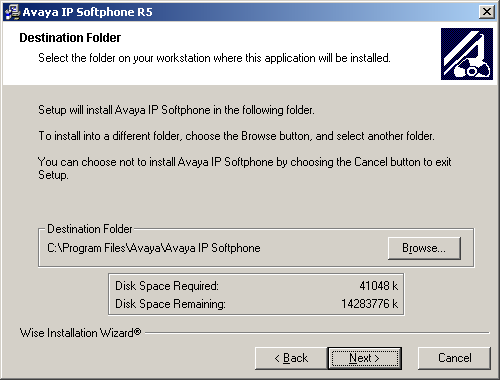 Avaya IP Softphone R5
Destination Folder
Select the folder on your workstation where this application will be installed.
Setup will install Avaya IP Softphone in the following folder.
To install into a different folder, choose the Browse button, and select another folder.
You can choose not to install Avaya IP Softphone by choosing the Cancel button to exit
Setup.
Destination Folder
C:\Program Files\Avaya\Avaya IP Softphone
Browse...
Disk Space Required: 41048 k
Disk Space Remaining: 14283776 k
Wise Installation Wizard®
< Back
Next >
Cancel